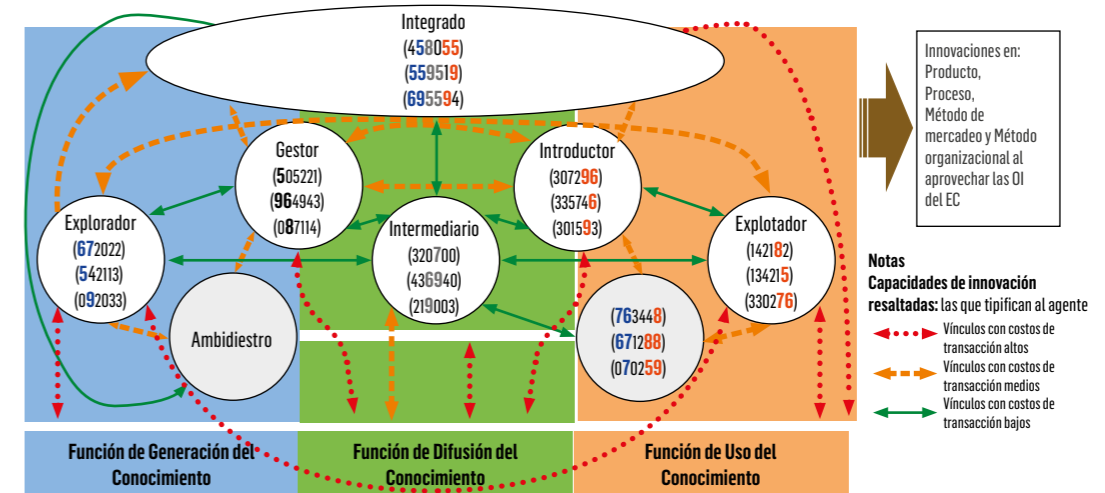 Integrado
(458055)
(559519)
(695594)
Gestor
(505221)
(964943)
(087114)
Introductor
(307296)
(335746)
(301593)
Explorador
(672022)
(542113)
(092033)
Intermediario
(320700)
(436940)
(219003)
Explotador
(142182)
(134215)
(330276)
Ambidiestro
(763448)
(671288)
(070259)
Función de Generación del
Conocimiento
Función de Difusión del
Conocimiento
Función de Uso del
Conocimiento
Innovaciones en:
Producto,
Proceso,
Método de
mercadeo y Método
organizacional al
aprovechar las OI
del EC
Notas
Capacidades de innovación
resaltadas: las que tipifican al agente
Vínculos con costos de
transacción altos
Vínculos con costos de
transacción medios
Vínculos con costos de
transacción bajos